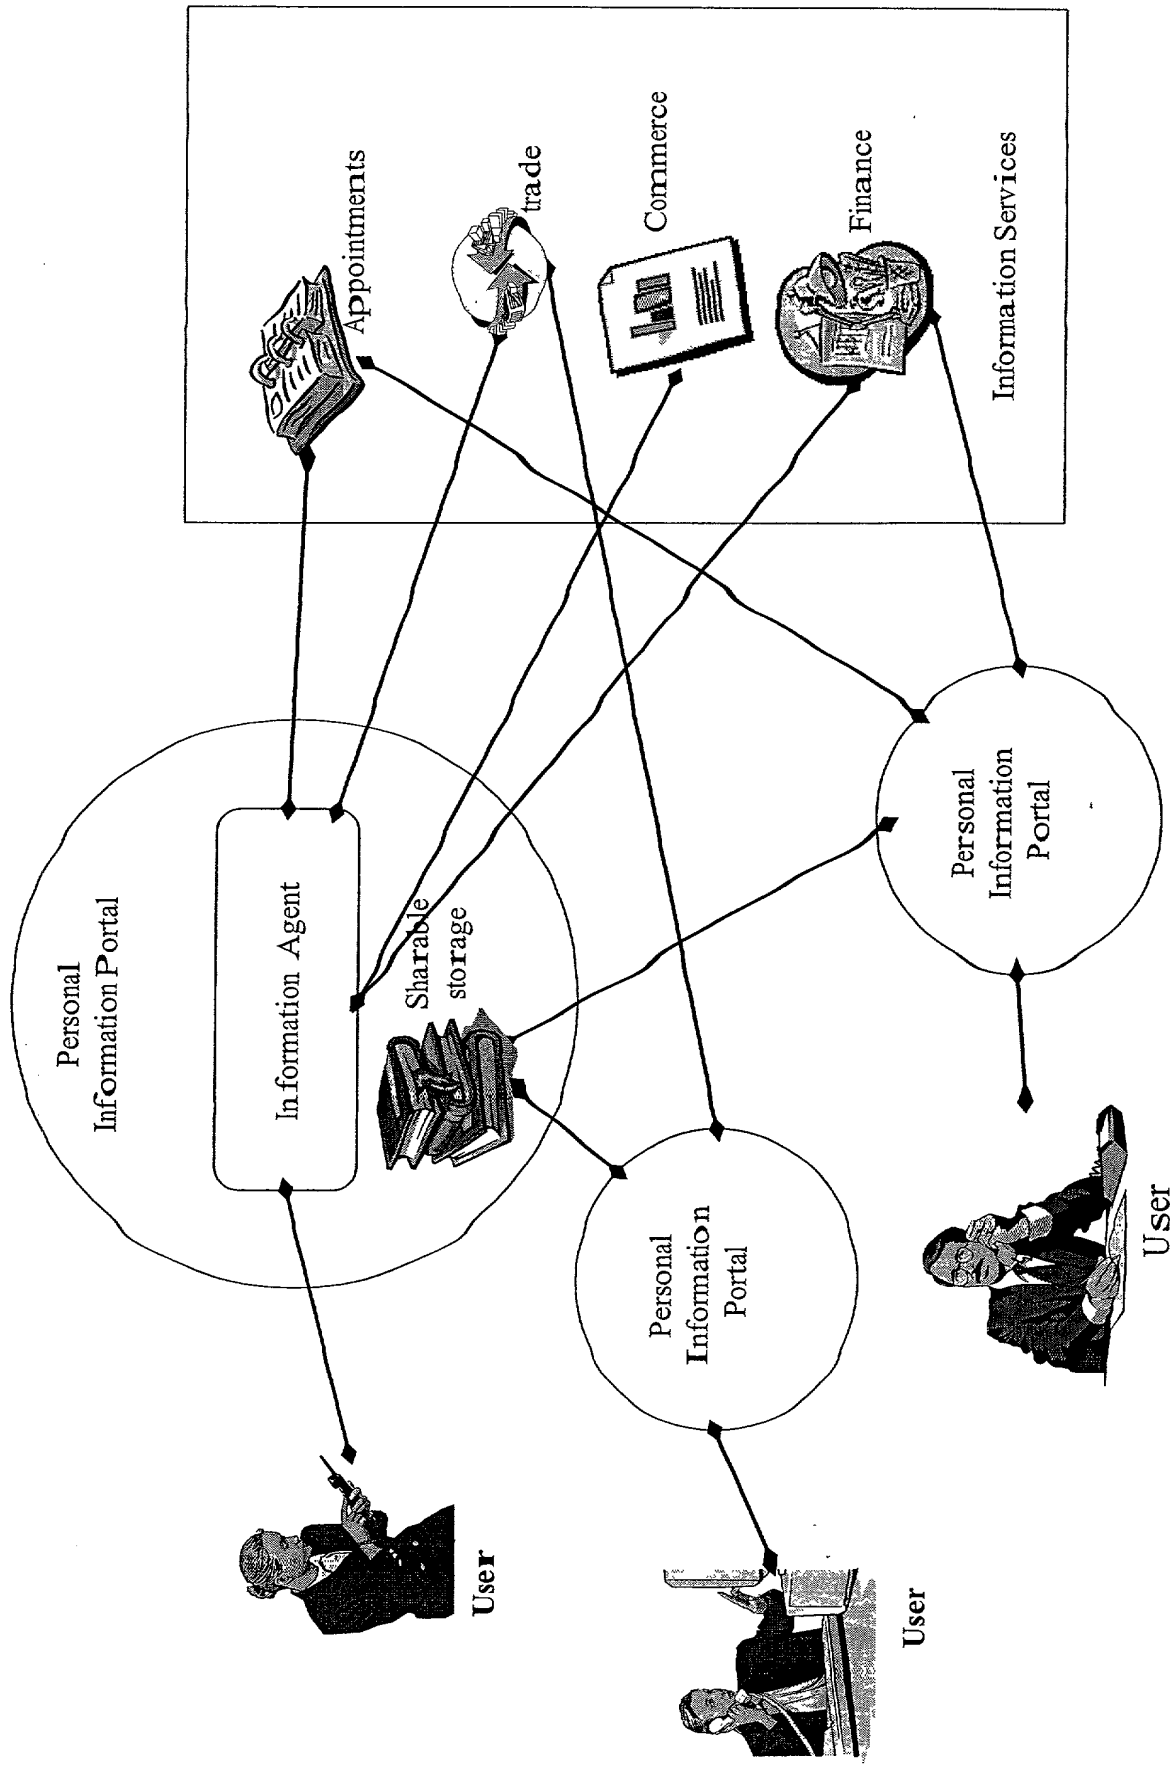 Personal
Information Portal
Information Agent
Sharable
storage
User
Personal
Information
Portal
User
Personal
Information
Portal
User
Appointments
trade
Commerce
Finance
Information Services